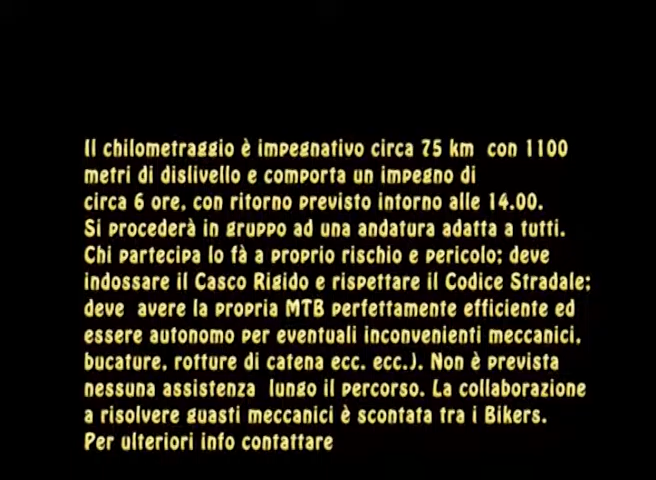 Il chilometraggio è impegnativo circa 75 km con 1100
metri di dislivello e comporta un impegno di
circa 6 ore, con ritorno previsto intorno alle 14.00.
Si procederà in gruppo ad una andatura adatta a tutti.
Chi partecipa lo fà a proprio rischio e pericolo; deve
indossare il Casco Rigido e rispettare il Codice Stradale;
deve avere la propria MTB perfettamente efficiente ed
essere autonomo per eventuali inconvenienti meccanici,
bucature, rotture di catena ecc. ecc.). Non è prevista
nessuna assistenza lungo il percorso. La collaborazione
a risolvere guasti meccanici è scontata tra i Bikers.
Per ulteriori info contattare